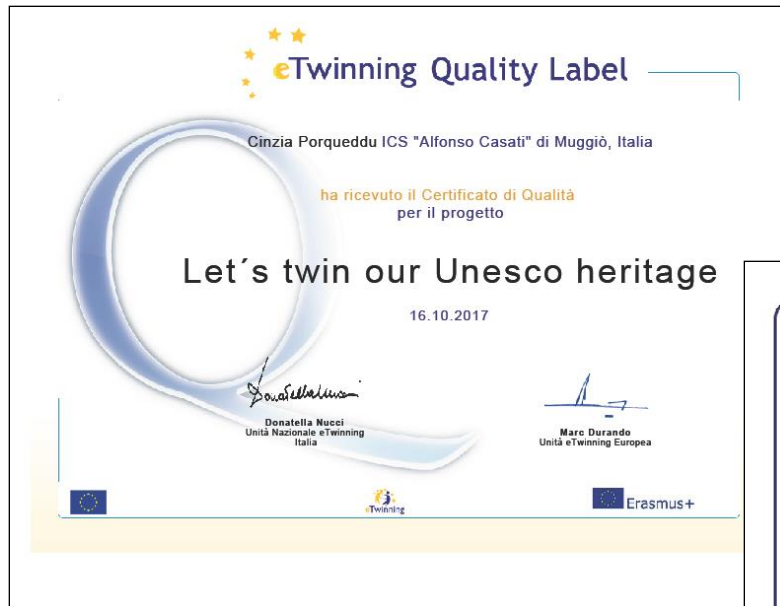 eTwinning Quality Label
Cinzia Porqueddu ICS "Alfonso Casati" di Muggiò, Italia
ha ricevuto il Certificato di Qualità
per il progetto
Let´s twin our Unesco heritage
16.10.2017
Donatella Nucci
Unità Nazionale eTwinning
Italia
Marc Durando
Unità eTwinning Europea
eTwinning
Erasmus+